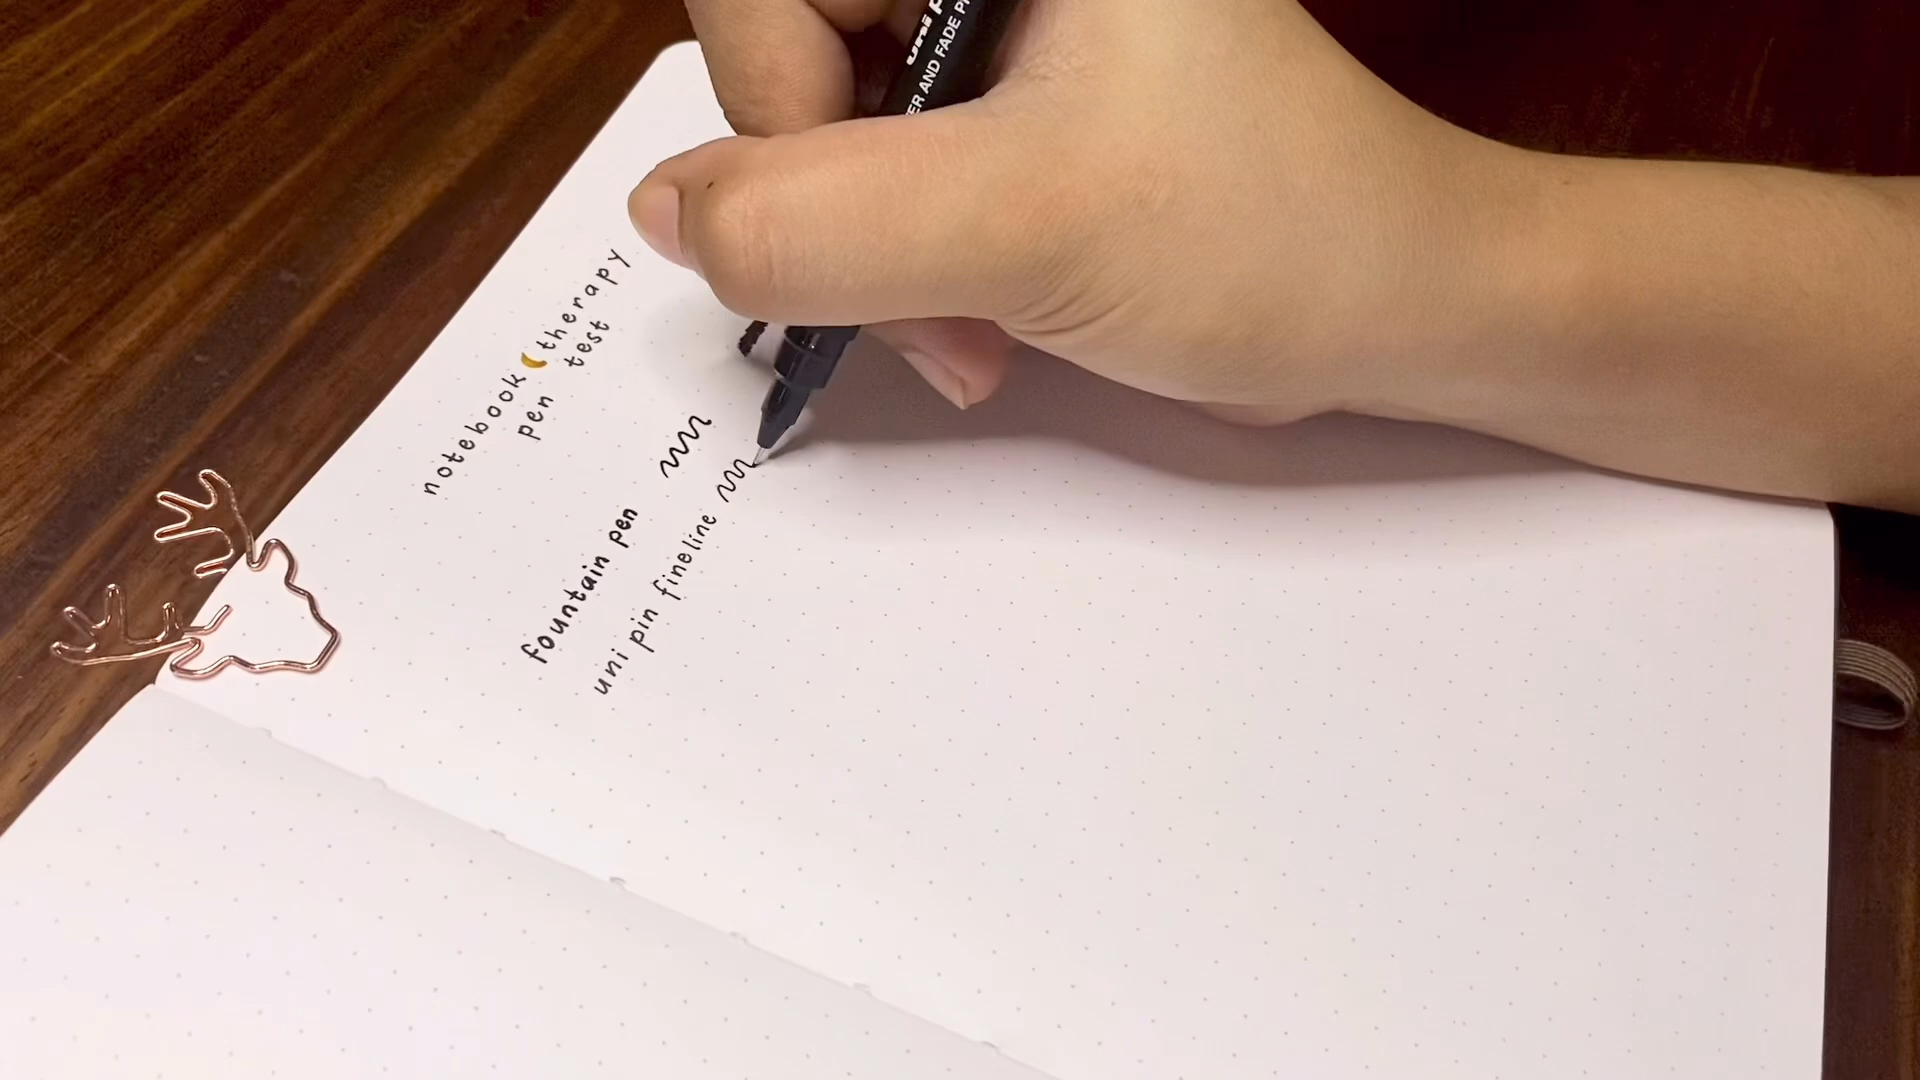 notebook therapy
pen test
fountain pen
uni pin fineline
uni
ER AND FADE